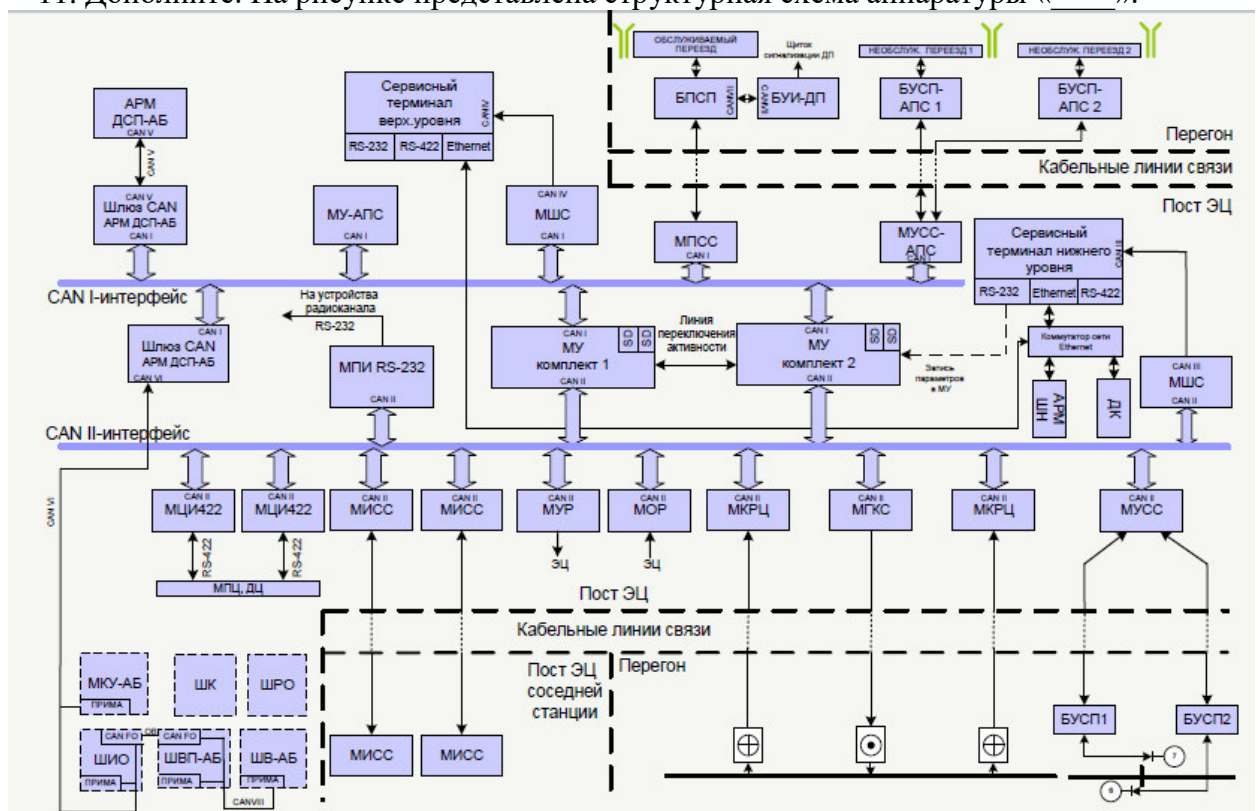 11. Дополните. На рисунке представлена структурная схема аппаратуры «____».
ОБСЛУЖИВАЕМЫЙ
ПЕРЕЕЗД
Щиток
сигнализации ДП
НЕОБСЛУЖ. ПЕРЕЕЗД 1
НЕОБСЛУЖ. ПЕРЕЕЗД 2
БПСП
CANVII
CANVII
БУИ-ДП
БУСП-
АПС 1
БУСП-
АПС 2
Перегон
Кабельные линии связи
Пост ЭЦ
АРМ
ДСП-АБ
CAN V
CAN V
CAN V
Шлюз CAN
АРМ ДСП-АБ
CAN I
Сервисный
терминал
верх.уровня
CAN IV
RS-232
RS-422
Ethernet
МУ-АПС
CAN I
CAN IV
МШС
CAN I
МПСС
CAN I
МУСС-
АПС
CAN I
Сервисный
терминал нижнего
уровня
CAN III
RS-232
Ethernet
RS-422
CAN I-интерфейс
На устройства
радиоканала
RS-232
CAN I
Шлюз CAN
АРМ ДСП-АБ
CAN VI
МПИ RS-232
CAN II
CAN I
SD
SD
МУ
комплект 1
CAN II
Линия
переключения
активности
CAN I
SD
SD
МУ
комплект 2
CAN II
Запись
параметров
в МУ
Коммутатор сети
Ethernet
АРМ
ШН
ДК
CAN III
МШС
CAN II
CAN II-интерфейс
CAN VI
CAN II
МЦИ422
CAN II
МЦИ422
CAN II
МИСС
CAN II
МИСС
CAN II
МУР
CAN II
МОР
CAN II
МКРЦ
CAN II
МГКС
CAN II
МКРЦ
CAN II
МУСС
RS-422
RS-422
ЭЦ
ЭЦ
МПЦ, ДЦ
Пост ЭЦ
Кабельные линии связи
Пост ЭЦ
соседней
станции
Перегон
МКУ-АБ
ПРИМА
ШК
ШРО
CAN FO
ШИО
ПРИМА
CAN FO
ШВП-АБ
ПРИМА
ШВ-АБ
ПРИМА
CANVIII
МИСС
МИСС
БУСП1
БУСП2
7